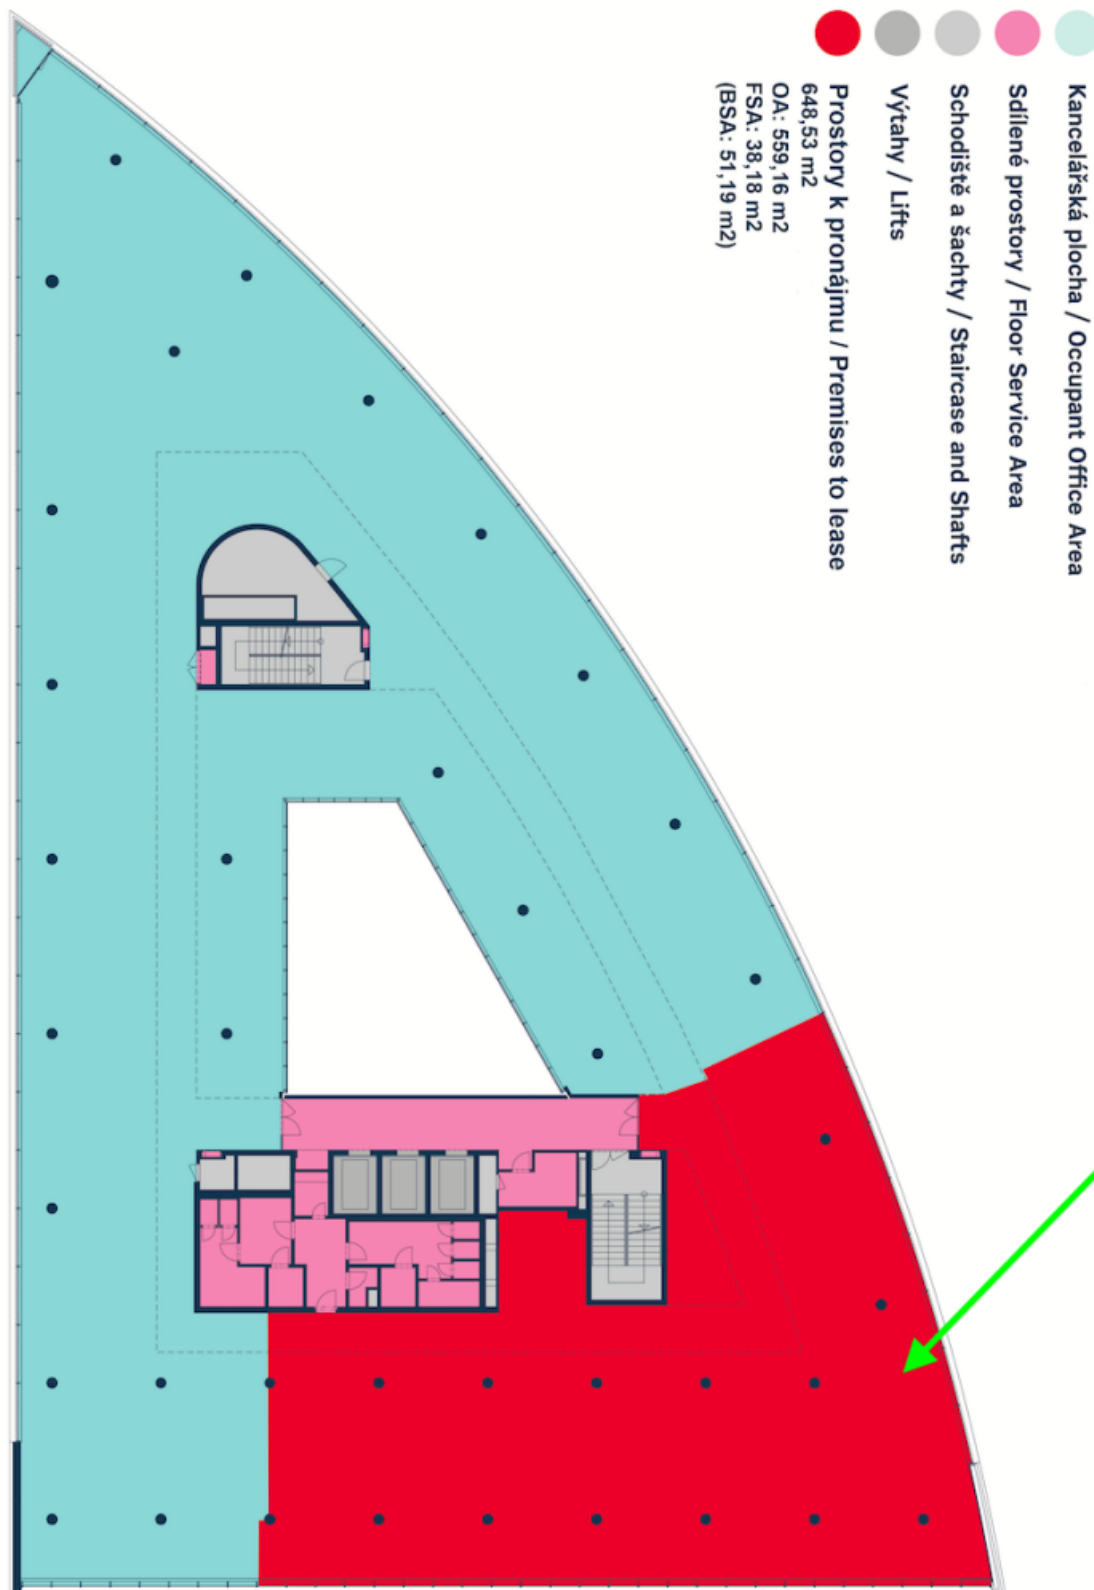 Kancelářská plocha / Occupant Office Area
Sdílené prostory / Floor Service Area
Schodiště a šachty / Staircase and Shafts
Výtahy / Lifts
Prostory k pronájmu / Premises to lease
648,53 m2
OA: 559,16 m2
FSA: 38,18 m2
(BSA: 51,19 m2)